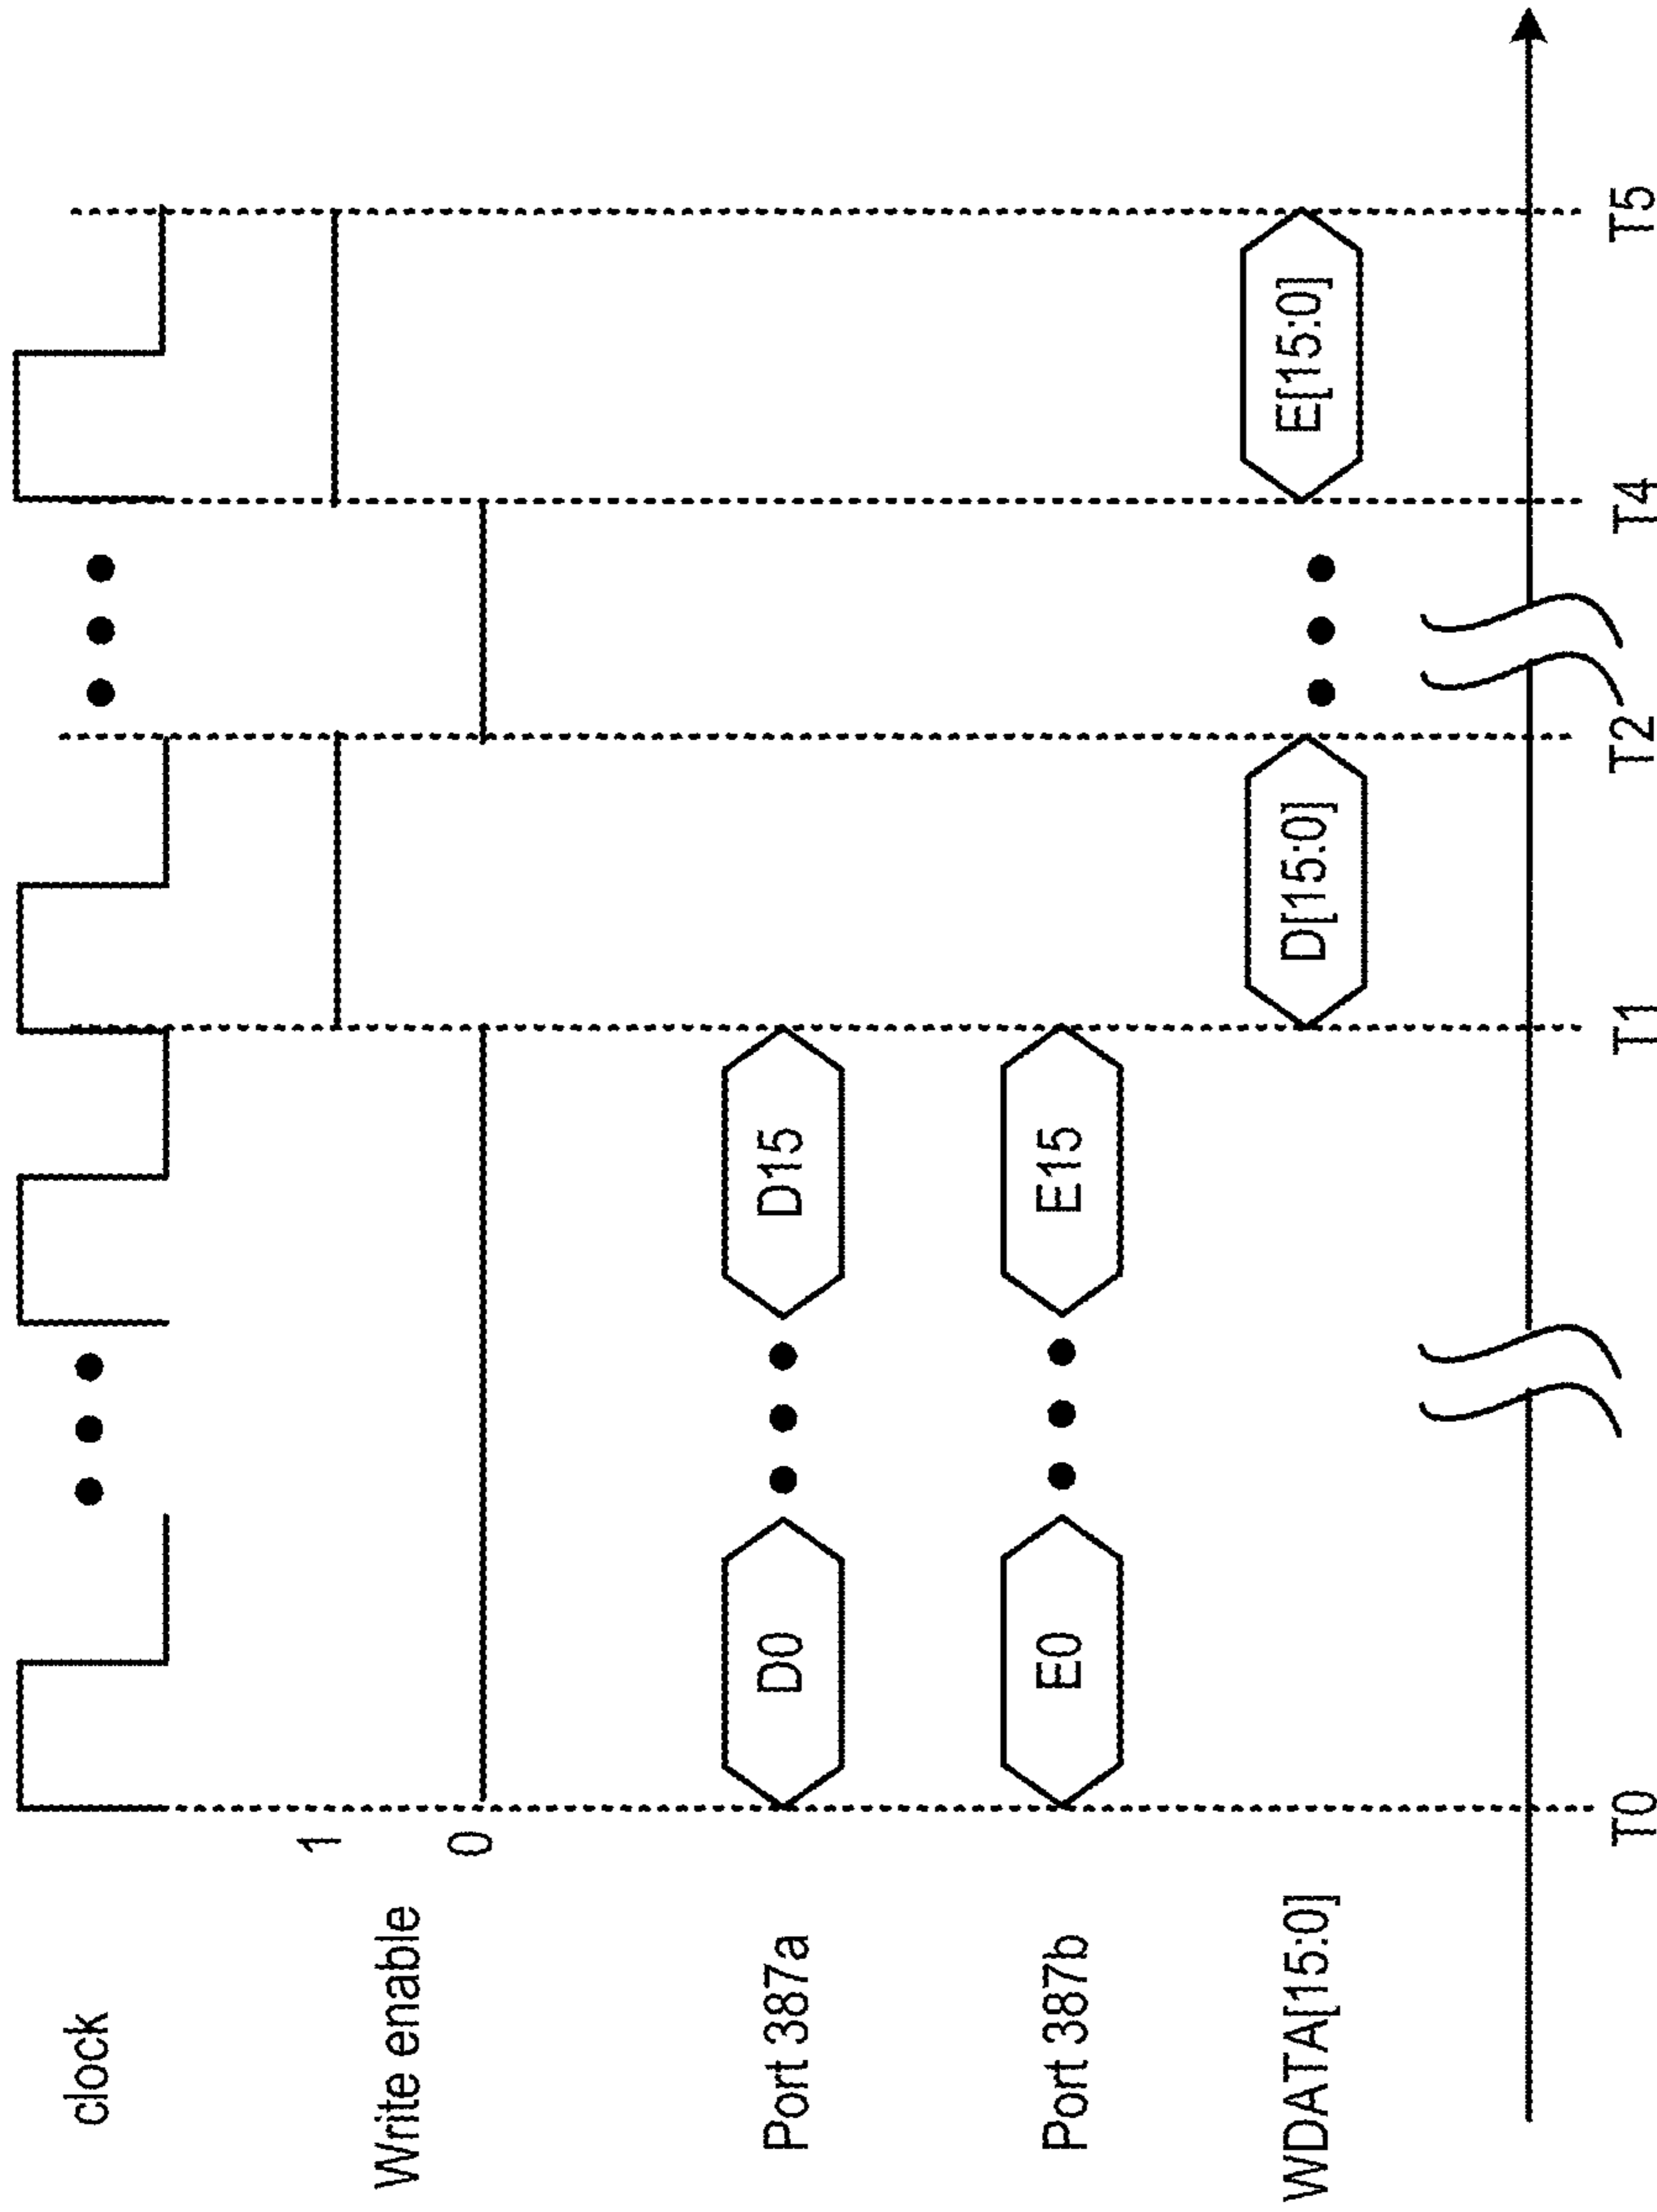 clock
Write enable
1
0
Port 387a
D0
D15
Port 387b
E0
E15
WDATA[15:0]
D[15:0]
E[15:0]
T0
T1
T2
T4
T5